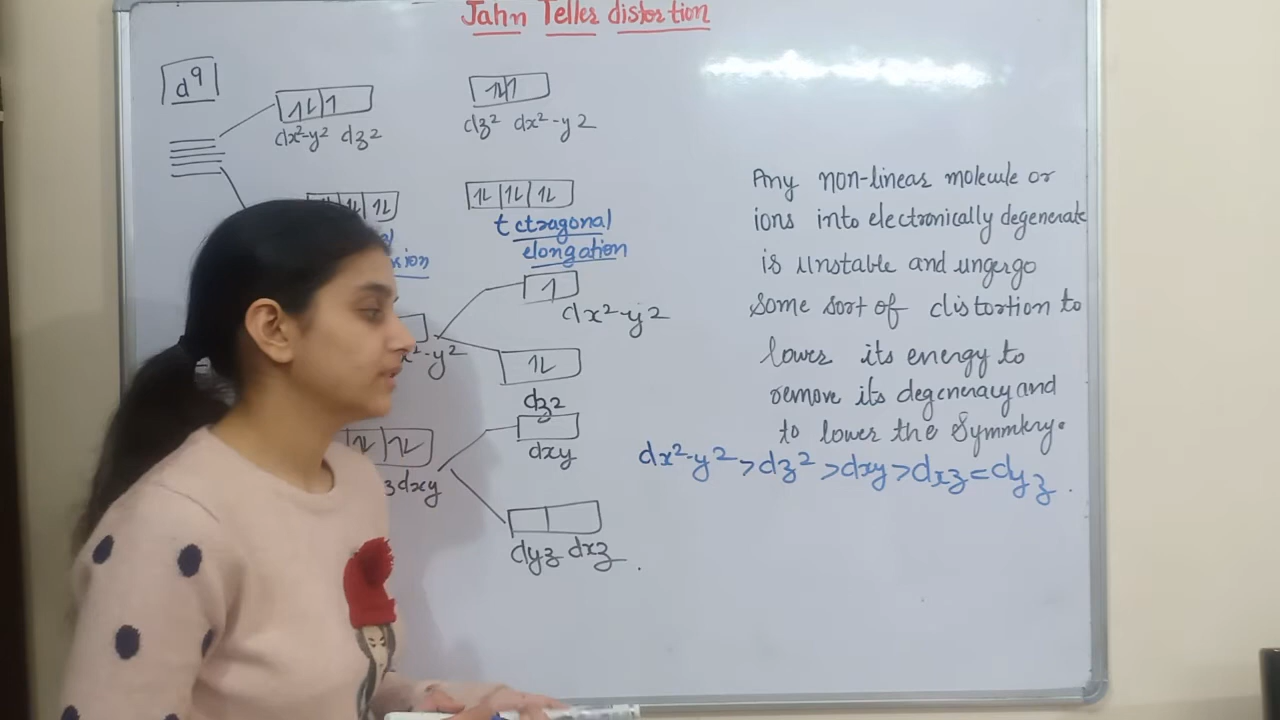 Jahn Teller distortion
d9
dx2-y2 dz2
dz2 dx2-y2
tetragonal
elongation
dx2-y2
x2-y2
dz2
dxy
zdxy
dyz dxz.
Any non-linear molecule or
ions into electronically degenerate
is unstable and ungergo
Some sort of distortion to
lower its energy to
remove its degeneracy and
to lower the Symmtry.
dx2-y2 > dz2 > dxy > dxz = dyz.